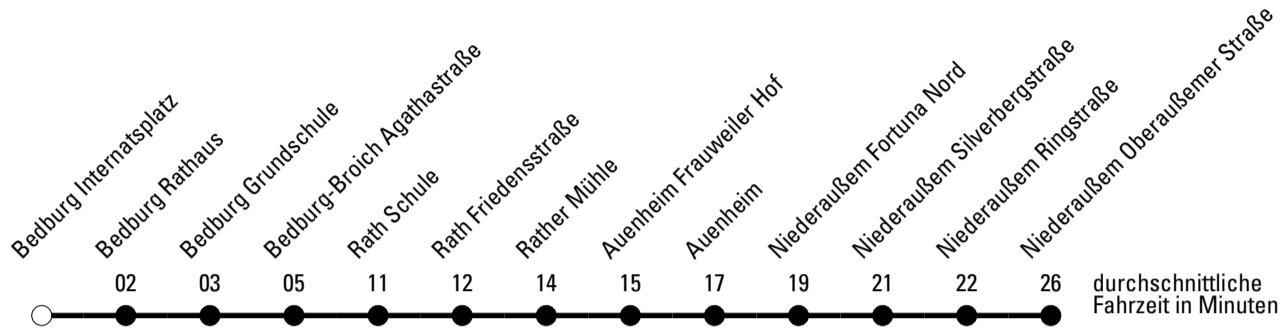 Bedburg Internatsplatz
Bedburg Rathaus
Bedburg Grundschule
Bedburg-Broich Agathastraße
Rath Schule
Rath Friedensstraße
Rather Mühle
Auenheim Frauweiler Hof
Auenheim
Niederaußem Fortuna Nord
Niederaußem Silverbergstraße
Niederaußem Ringstraße
Niederaußem Oberaußemer Straße
02 03 05 11 12 14 15 17 19 21 22 26
durchschnittliche
Fahrzeit in Minuten